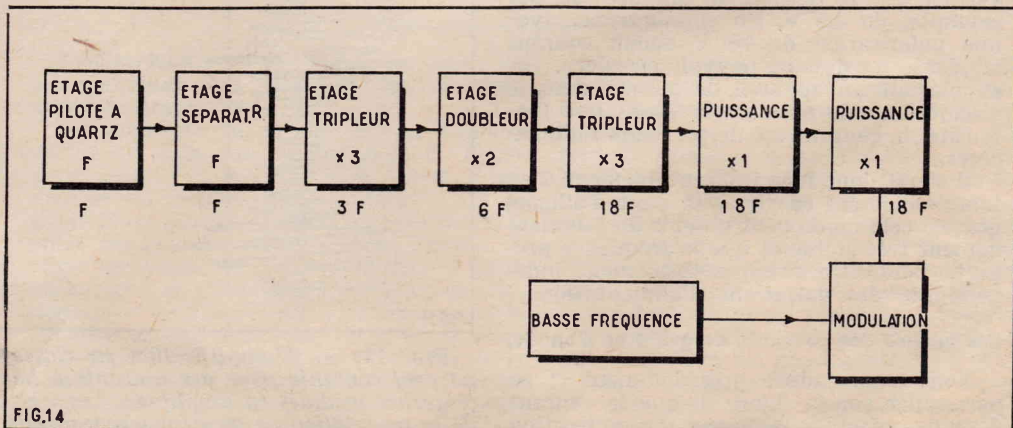 ETAGE
PILOTE A
QUARTZ
F
F
ETAGE
SEPARAT.R
F
F
ETAGE
TRIPLEUR
x 3
3 F
ETAGE
DOUBLEUR
x 2
6 F
ETAGE
TRIPLEUR
x 3
18 F
PUISSANCE
x 1
18 F
PUISSANCE
x 1
18 F
BASSE FREQUENCE
MODULATION
FIG.14